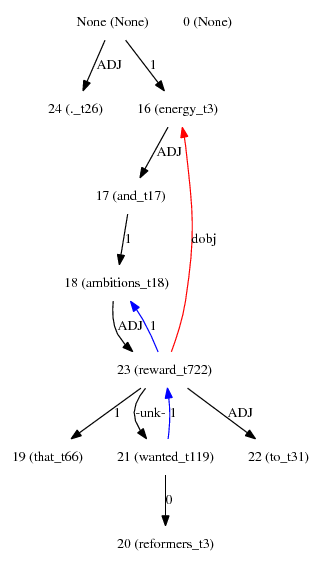 None (None) 0 (None)
ADJ 1
24 (._t26) 16 (energy_t3)
ADJ
17 (and_t17)
1 dobj
18 (ambitions_t18)
ADJ 1
23 (reward_t722)
1 -unk- 1 ADJ
19 (that_t66) 21 (wanted_t119) 22 (to_t31)
0
20 (reformers_t3)